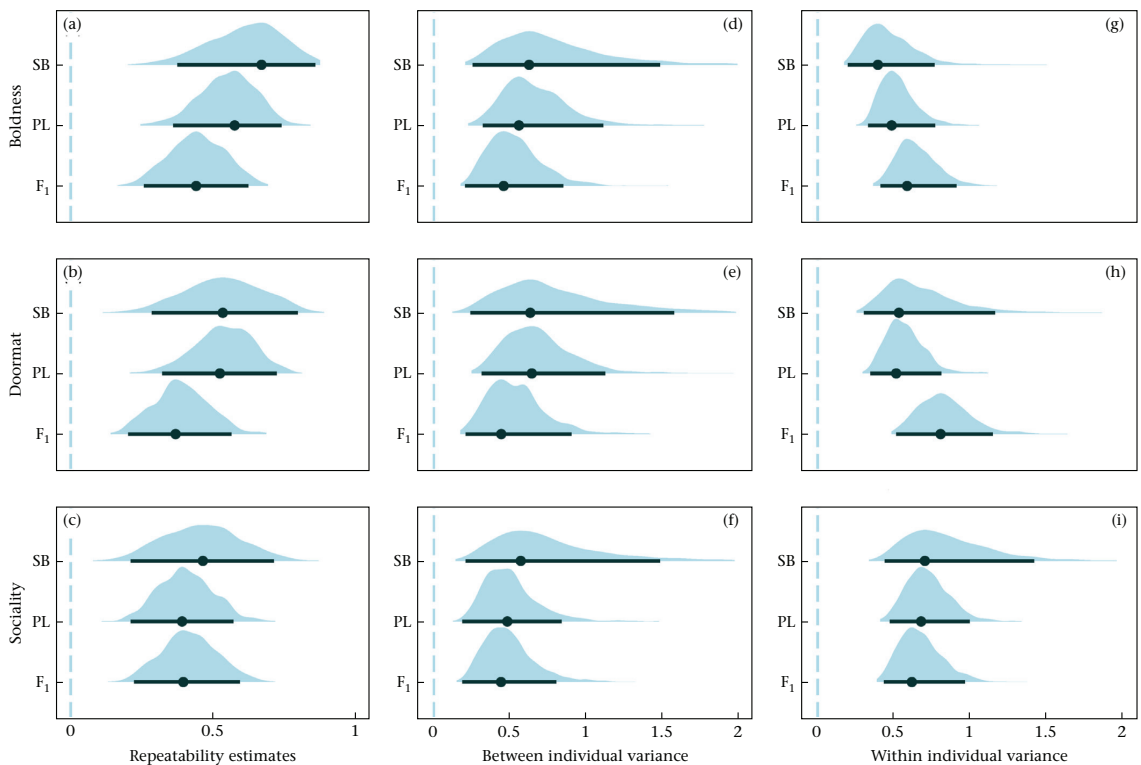 (a)
(d)
(g)
Boldness
SB
PL
F1
SB
PL
F1
SB
PL
F1
(b)
(e)
(h)
Doormat
SB
PL
F1
SB
PL
F1
SB
PL
F1
(c)
(f)
(i)
Sociality
SB
PL
F1
SB
PL
F1
SB
PL
F1
0 0.5 1
0 0.5 1 1.5 2
0 0.5 1 1.5 2
Repeatability estimates
Between individual variance
Within individual variance